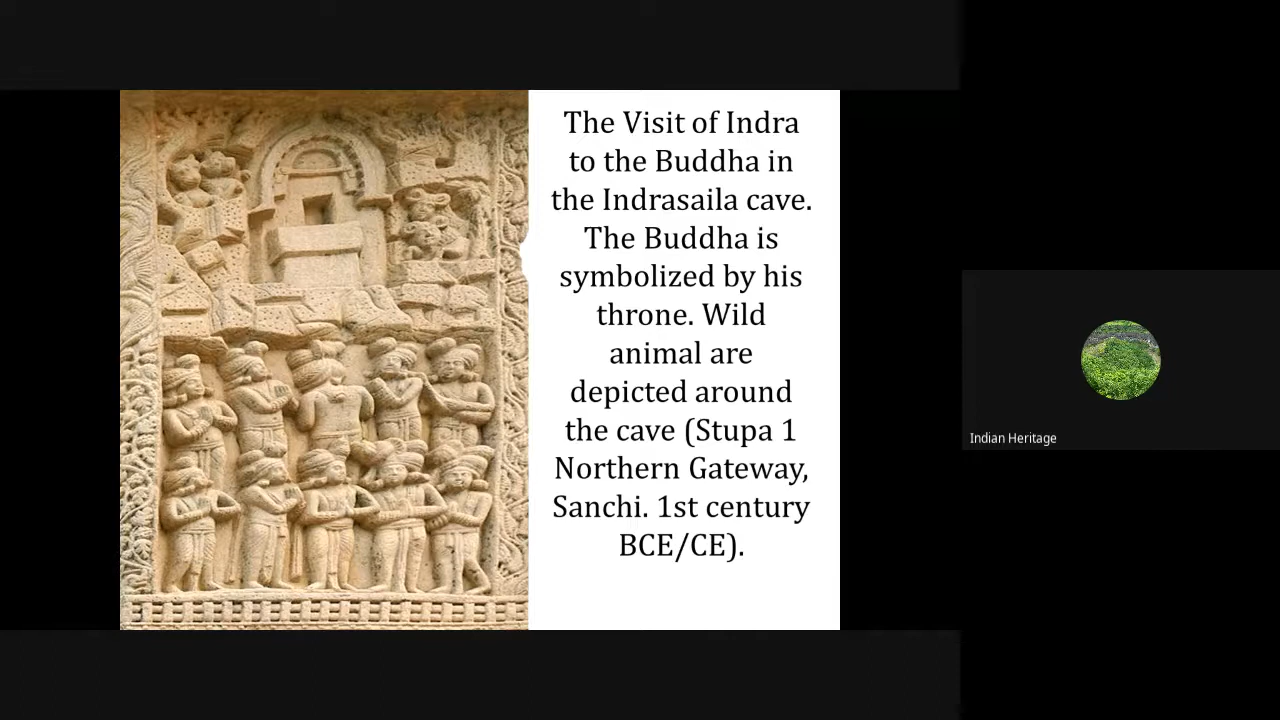 The Visit of Indra
to the Buddha in
the Indrasaila cave.
The Buddha is
symbolized by his
throne. Wild
animal are
depicted around
the cave (Stupa 1
Northern Gateway,
Sanchi. 1st century
BCE/CE).
Indian Heritage